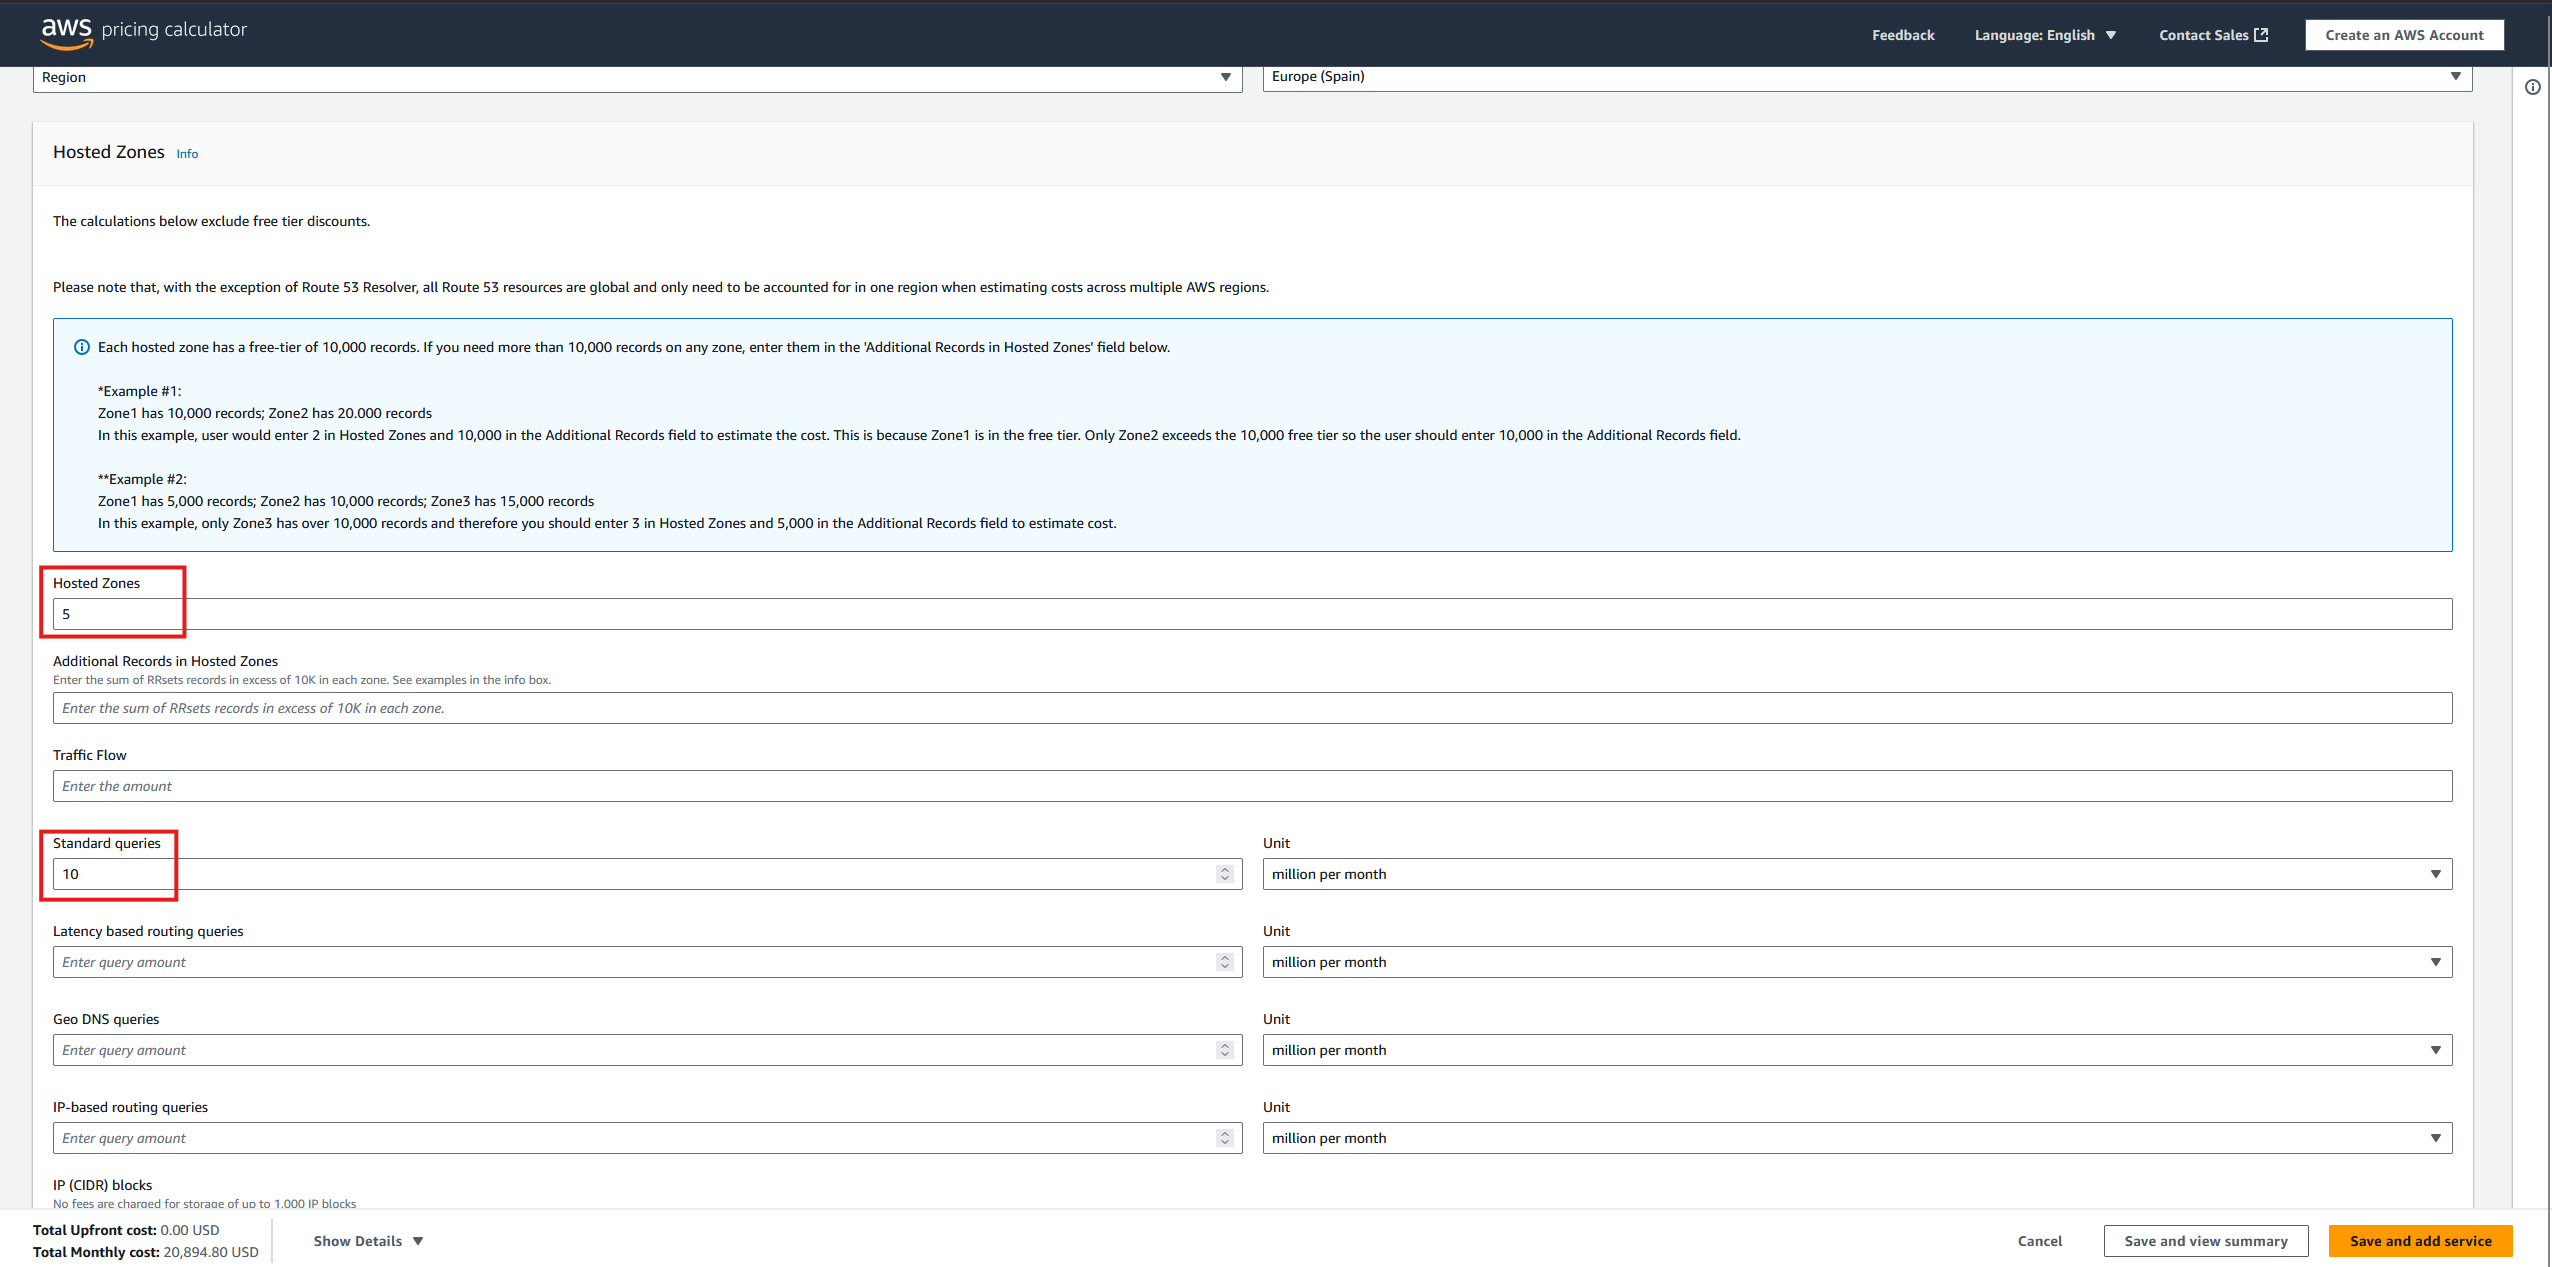 aws pricing calculator
Feedback
Language: English
Contact Sales
Create an AWS Account
Region
Europe (Spain)
Hosted Zones Info
The calculations below exclude free tier discounts.
Please note that, with the exception of Route 53 Resolver, all Route 53 resources are global and only need to be accounted for in one region when estimating costs across multiple AWS regions.
Each hosted zone has a free-tier of 10,000 records. If you need more than 10,000 records on any zone, enter them in the 'Additional Records in Hosted Zones' field below.
*Example #1:
Zone1 has 10,000 records; Zone2 has 20.000 records
In this example, user would enter 2 in Hosted Zones and 10,000 in the Additional Records field to estimate the cost. This is because Zone1 is in the free tier. Only Zone2 exceeds the 10,000 free tier so the user should enter 10,000 in the Additional Records field.
**Example #2:
Zone1 has 5,000 records; Zone2 has 10,000 records; Zone3 has 15,000 records
In this example, only Zone3 has over 10,000 records and therefore you should enter 3 in Hosted Zones and 5,000 in the Additional Records field to estimate cost.
Hosted Zones
5
Additional Records in Hosted Zones
Enter the sum of RRsets records in excess of 10K in each zone. See examples in the info box.
Enter the sum of RRsets records in excess of 10K in each zone.
Traffic Flow
Enter the amount
Standard queries
Unit
10
million per month
Latency based routing queries
Unit
Enter query amount
million per month
Geo DNS queries
Unit
Enter query amount
million per month
IP-based routing queries
Unit
Enter query amount
million per month
IP (CIDR) blocks
No fees are charged for storage of up to 1,000 IP blocks
Total Upfront cost: 0.00 USD
Total Monthly cost: 20,894.80 USD
Show Details
Cancel
Save and view summary
Save and add service